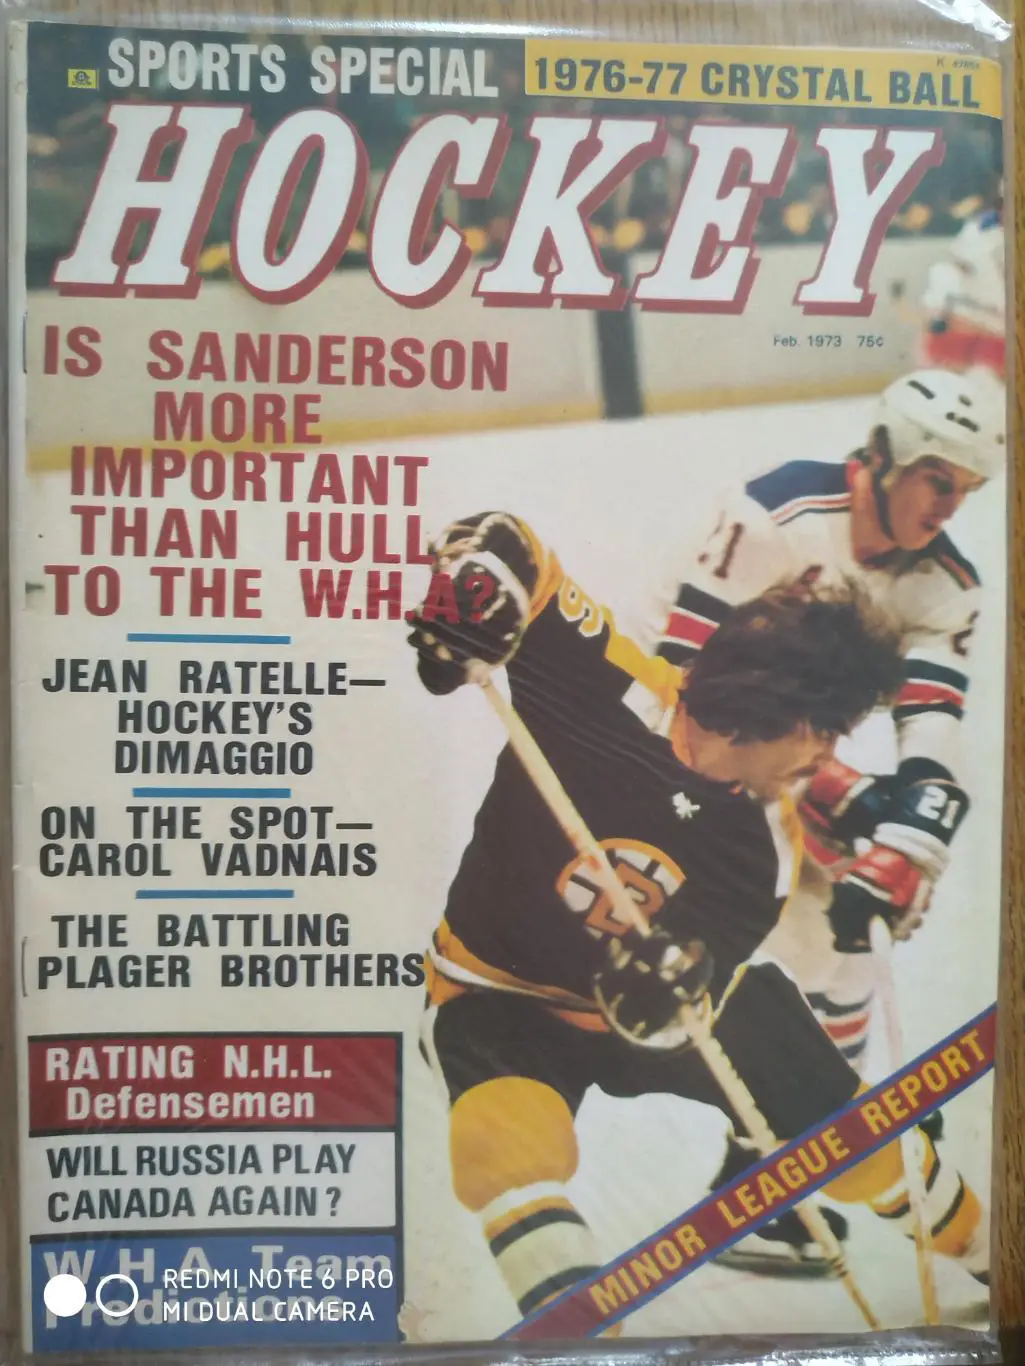 SPORTS SPECIAL
1976-77 CRYSTAL BALL
HOCKEY
Feb. 1973 75¢
IS SANDERSON
MORE
IMPORTANT
THAN HULL
TO THE W.H.A?
JEAN RATELLE—
HOCKEY'S
DIMAGGIO
ON THE SPOT—
CAROL VADNAIS
THE BATTLING
PLAGER BROTHERS
RATING N.H.L.
Defensemen
WILL RUSSIA PLAY
CANADA AGAIN?
W.H.A. Team
Predictions
MINOR LEAGUE REPORT
21
21
REDMI NOTE 6 PRO
MI DUAL CAMERA